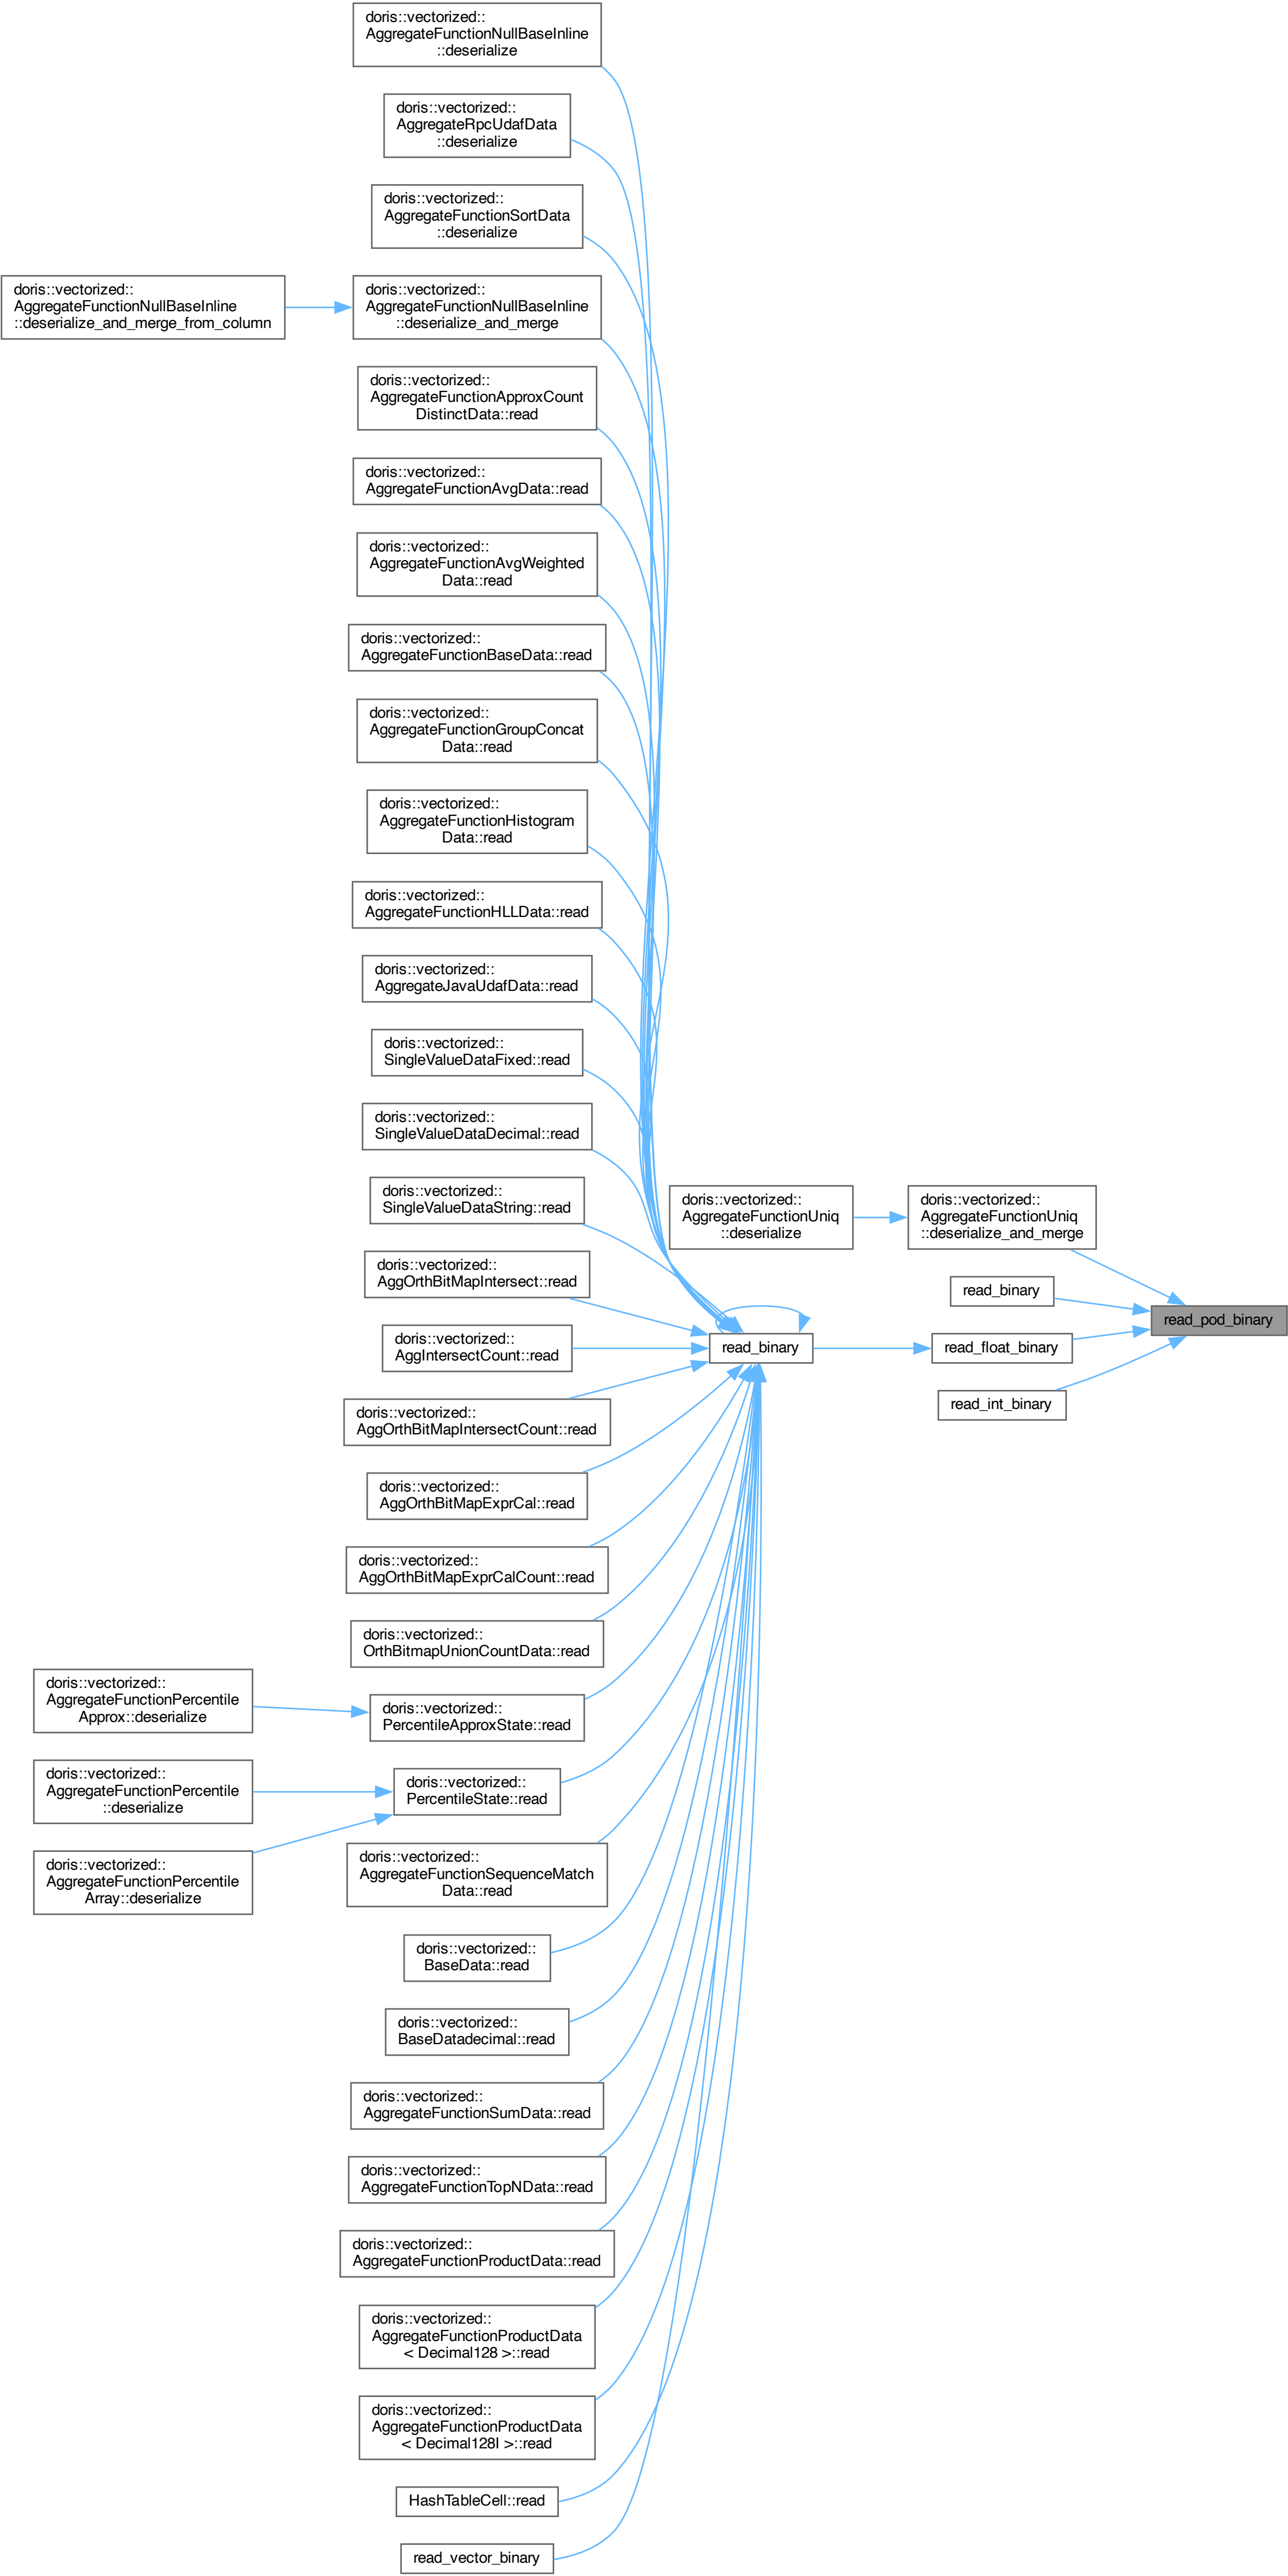 doris::vectorized::
AggregateFunctionNullBaseInline
::deserialize
doris::vectorized::
AggregateRpcUdafData
::deserialize
doris::vectorized::
AggregateFunctionSortData
::deserialize
doris::vectorized::
AggregateFunctionNullBaseInline
::deserialize_and_merge_from_column
doris::vectorized::
AggregateFunctionNullBaseInline
::deserialize_and_merge
doris::vectorized::
AggregateFunctionApproxCount
DistinctData::read
doris::vectorized::
AggregateFunctionAvgData::read
doris::vectorized::
AggregateFunctionAvgWeighted
Data::read
doris::vectorized::
AggregateFunctionBaseData::read
doris::vectorized::
AggregateFunctionGroupConcat
Data::read
doris::vectorized::
AggregateFunctionHistogram
Data::read
doris::vectorized::
AggregateFunctionHLLData::read
doris::vectorized::
AggregateJavaUdafData::read
doris::vectorized::
SingleValueDataFixed::read
doris::vectorized::
SingleValueDataDecimal::read
doris::vectorized::
SingleValueDataString::read
doris::vectorized::
AggregateFunctionUniq
::deserialize
doris::vectorized::
AggregateFunctionUniq
::deserialize_and_merge
doris::vectorized::
AggOrthBitMapIntersect::read
read_binary
read_pod_binary
doris::vectorized::
AggIntersectCount::read
read_binary
read_float_binary
read_int_binary
doris::vectorized::
AggOrthBitMapIntersectCount::read
doris::vectorized::
AggOrthBitMapExprCal::read
doris::vectorized::
AggOrthBitMapExprCalCount::read
doris::vectorized::
OrthBitmapUnionCountData::read
doris::vectorized::
AggregateFunctionPercentile
Approx::deserialize
doris::vectorized::
PercentileApproxState::read
doris::vectorized::
AggregateFunctionPercentile
::deserialize
doris::vectorized::
PercentileState::read
doris::vectorized::
AggregateFunctionPercentile
Array::deserialize
doris::vectorized::
AggregateFunctionSequenceMatch
Data::read
doris::vectorized::
BaseData::read
doris::vectorized::
BaseDatadecimal::read
doris::vectorized::
AggregateFunctionSumData::read
doris::vectorized::
AggregateFunctionTopNData::read
doris::vectorized::
AggregateFunctionProductData::read
doris::vectorized::
AggregateFunctionProductData
< Decimal128 >::read
doris::vectorized::
AggregateFunctionProductData
< Decimal128I >::read
HashTableCell::read
read_vector_binary